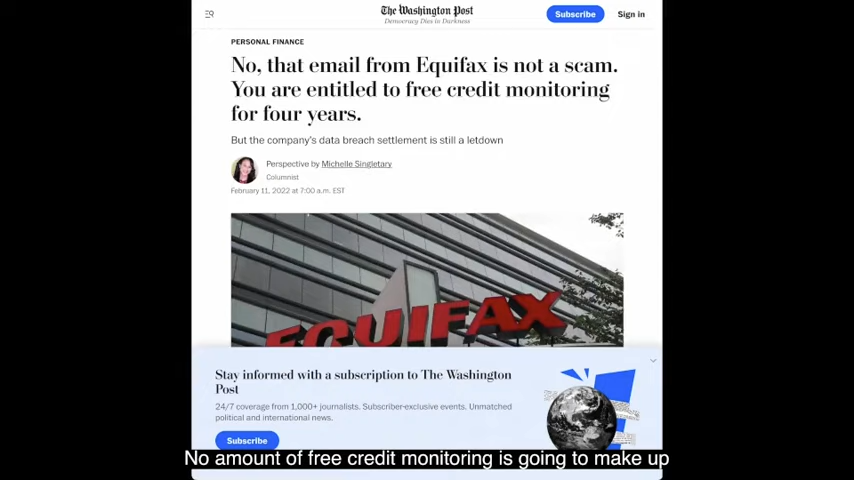 The Washington Post
Democracy Dies in Darkness
Subscribe
Sign in
PERSONAL FINANCE
No, that email from Equifax is not a scam.
You are entitled to free credit monitoring
for four years.
But the company's data breach settlement is still a letdown
Perspective by Michelle Singletary
Columnist
February 11, 2022 at 7:00 a.m. EST
EQUIFAX
Stay informed with a subscription to The Washington
Post
24/7 coverage from 1,000+ journalists. Subscriber-exclusive events. Unmatched
political and international news.
Subscribe
No amount of free credit monitoring is going to make up